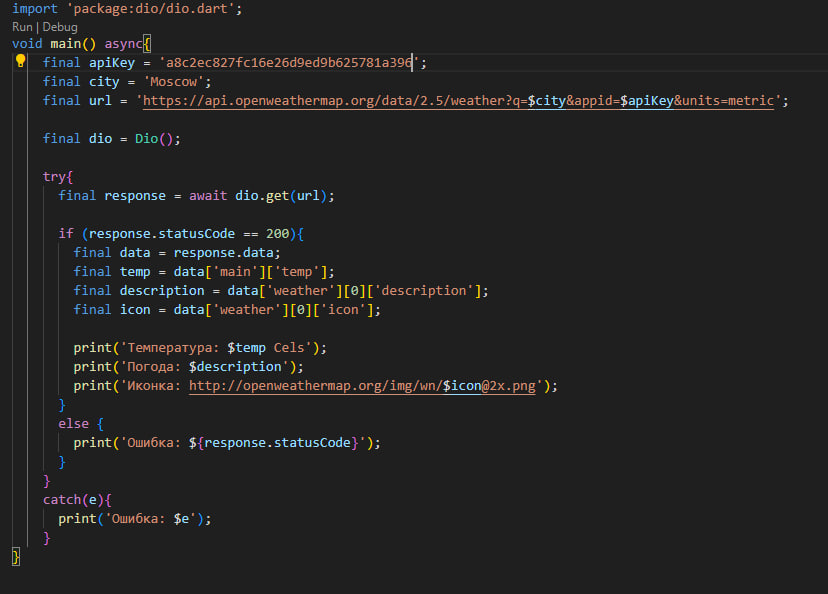 import 'package:dio/dio.dart';
Run | Debug
void main() async{
final apiKey = 'a8c2ec827fc16e26d9ed9b625781a396';
final city = 'Moscow';
final url = 'https://api.openweathermap.org/data/2.5/weather?q=$city&appid=$apiKey&units=metric';
final dio = Dio();
try{
final response = await dio.get(url);
if (response.statusCode == 200){
final data = response.data;
final temp = data['main']['temp'];
final description = data['weather'][0]['description'];
final icon = data['weather'][0]['icon'];
print('Температура: $temp Cels');
print('Погода: $description');
print('Иконка: http://openweathermap.org/img/wn/$icon@2x.png');
}
else {
print('Ошибка: ${response.statusCode}');
}
}
catch(e){
print('Ошибка: $e');
}
}